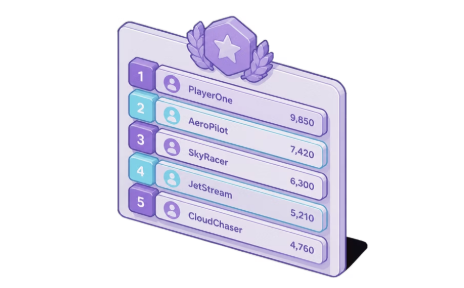 1 PlayerOne 9,850
2 AeroPilot 7,420
3 SkyRacer 6,300
4 JetStream 5,210
5 CloudChaser 4,760